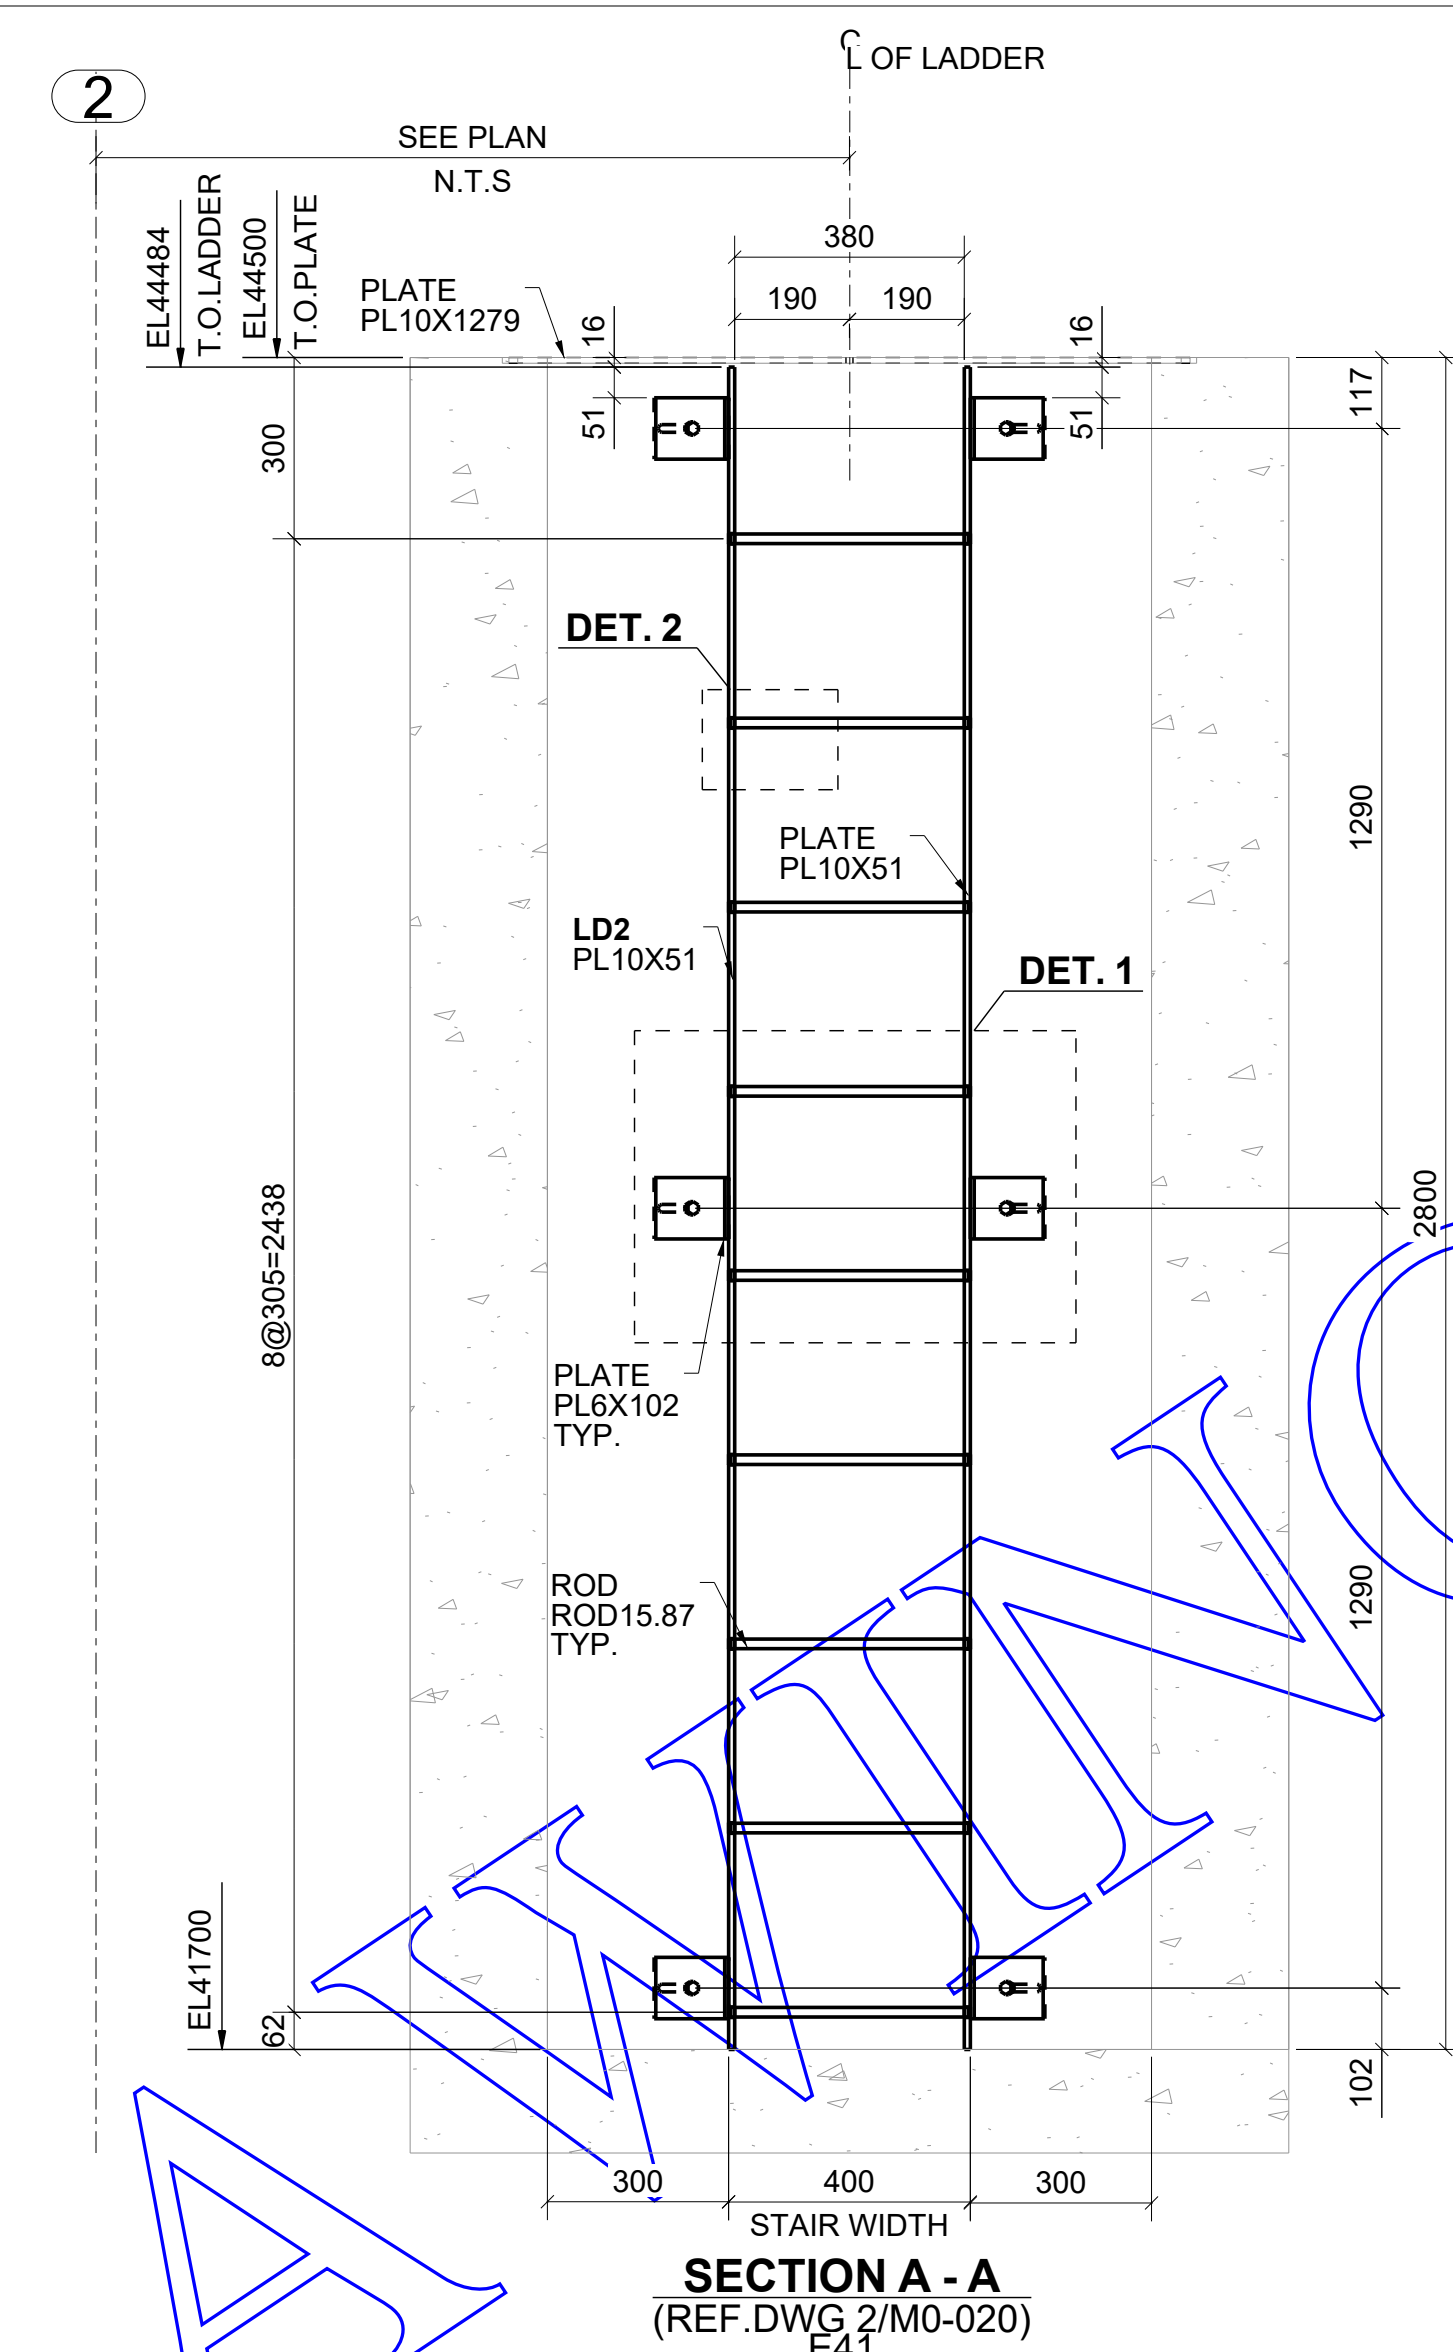 C
L OF LADDER
2
SEE PLAN
N.T.S
EL44484
T.O.LADDER
EL44500
T.O.PLATE
PLATE
PL10X1279
380
190
190
16
16
51
51
117
300
DET. 2
1290
PLATE
PL10X51
LD2
PL10X51
DET. 1
8@305=2438
2800
PLATE
PL6X102
TYP.
ROD
ROD15.87
TYP.
1290
EL41700
62
102
300
400
300
STAIR WIDTH
SECTION A - A
(REF.DWG 2/M0-020)
E41